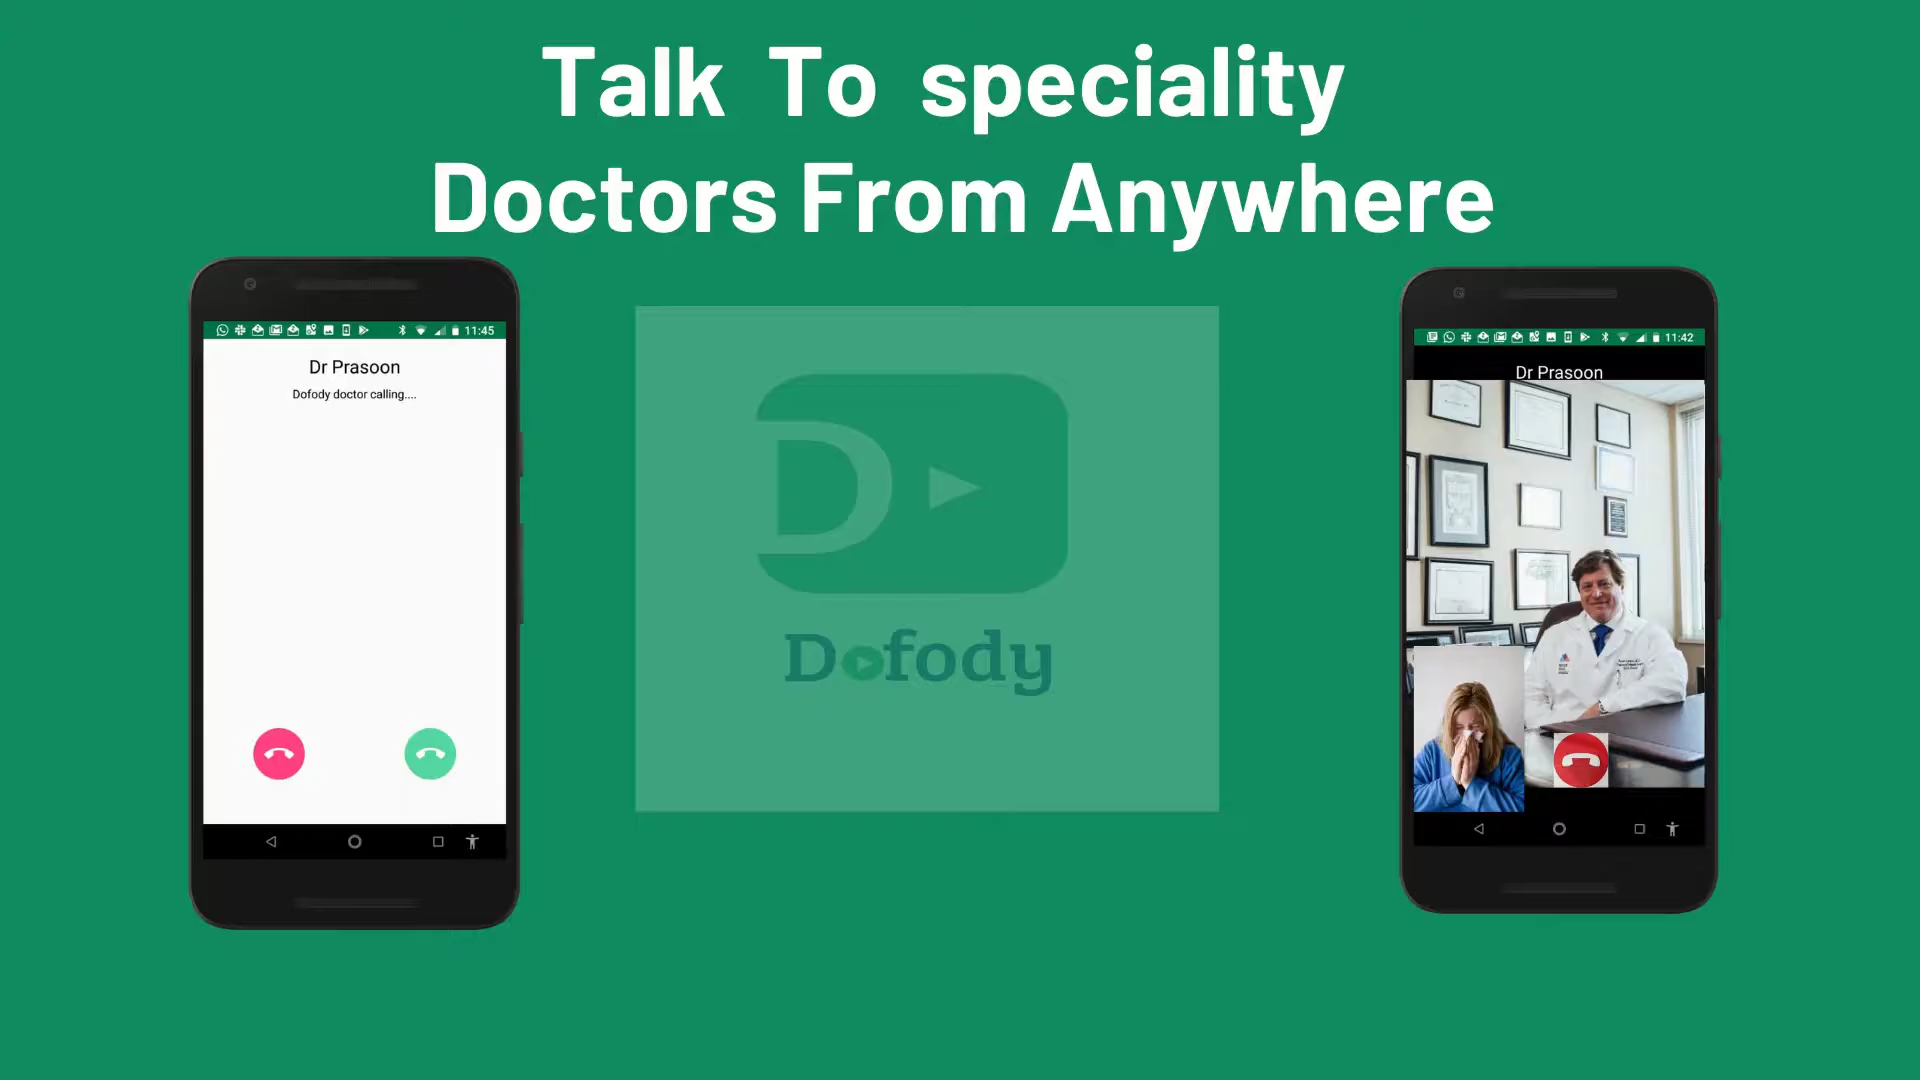 Talk To speciality
Doctors From Anywhere
11:45
Dr Prasoon
Dofody doctor calling....
D
Dofody
11:42
Dr Prasoon